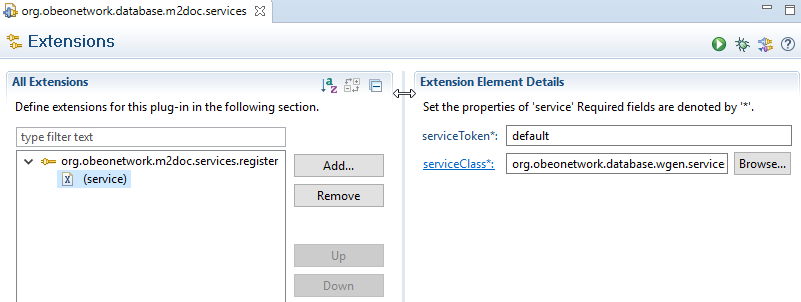 org.obeonetwork.database.m2doc.services
Extensions
All Extensions
Define extensions for this plug-in in the following section.
type filter text
org.obeonetwork.m2doc.services.register
(service)
Add...
Remove
Up
Down
Extension Element Details
Set the properties of 'service' Required fields are denoted by '*'.
serviceToken*: default
serviceClass*: org.obeonetwork.database.wgen.service Browse...